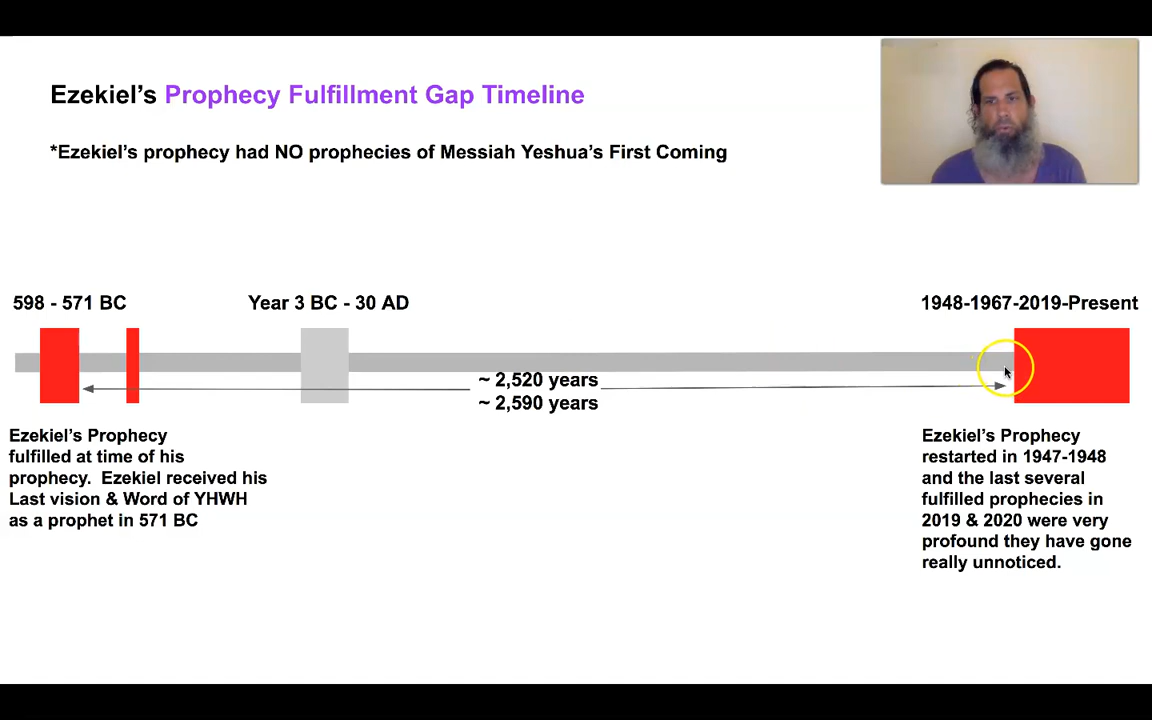 Ezekiel's Prophecy Fulfillment Gap Timeline
*Ezekiel's prophecy had NO prophecies of Messiah Yeshua's First Coming
598 - 571 BC
Year 3 BC - 30 AD
1948-1967-2019-Present
~ 2,520 years
~ 2,590 years
Ezekiel's Prophecy
fulfilled at time of his
prophecy. Ezekiel received his
Last vision & Word of YHWH
as a prophet in 571 BC
Ezekiel's Prophecy
restarted in 1947-1948
and the last several
fulfilled prophecies in
2019 & 2020 were very
profound they have gone
really unnoticed.